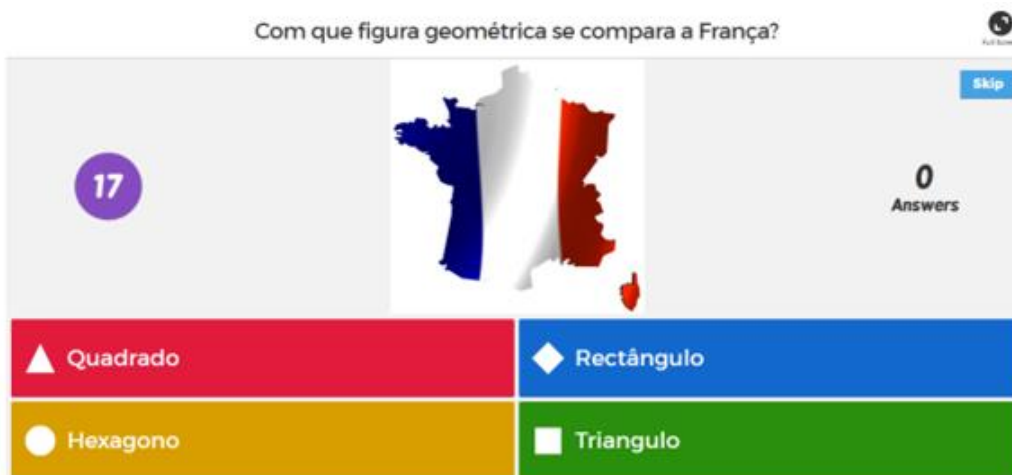 Com que figura geométrica se compara a França?
Skip
17
0
Answers
Quadrado
Rectângulo
Hexagono
Triangulo